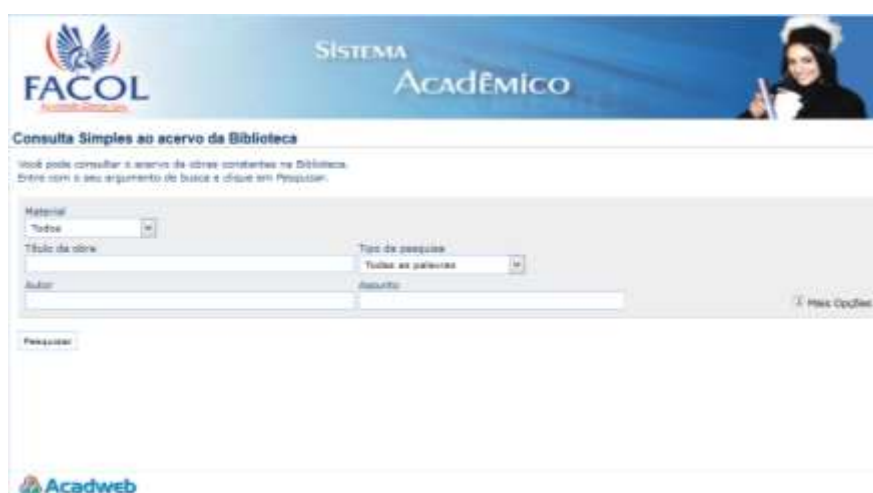 FACOL
SISTEMA
ACADÊMICO
Consulta Simples ao acervo da Biblioteca
Você pode consultar o acervo de obras constantes na Biblioteca.
Entre com o seu argumento de busca e clique em Pesquisar.
Material
Todos
Título da obra
Tipo de pesquisa
Todas as palavras
Autor
Assunto
Mais Opções
Pesquisar
Acadweb